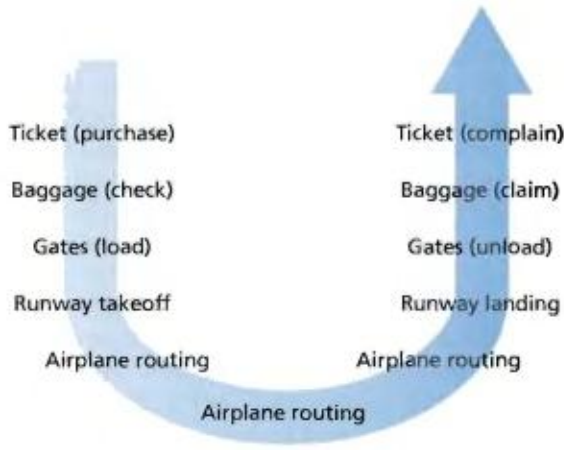 Ticket (purchase)
Baggage (check)
Gates (load)
Runway takeoff
Airplane routing
Airplane routing
Ticket (complain)
Baggage (claim)
Gates (unload)
Runway landing
Airplane routing